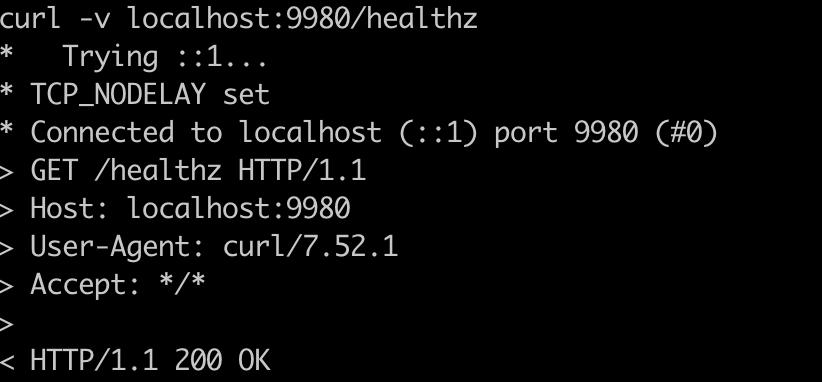 curl -v localhost:9980/healthz
*   Trying ::1...
* TCP_NODELAY set
* Connected to localhost (::1) port 9980 (#0)
> GET /healthz HTTP/1.1
> Host: localhost:9980
> User-Agent: curl/7.52.1
> Accept: */*
>
< HTTP/1.1 200 OK